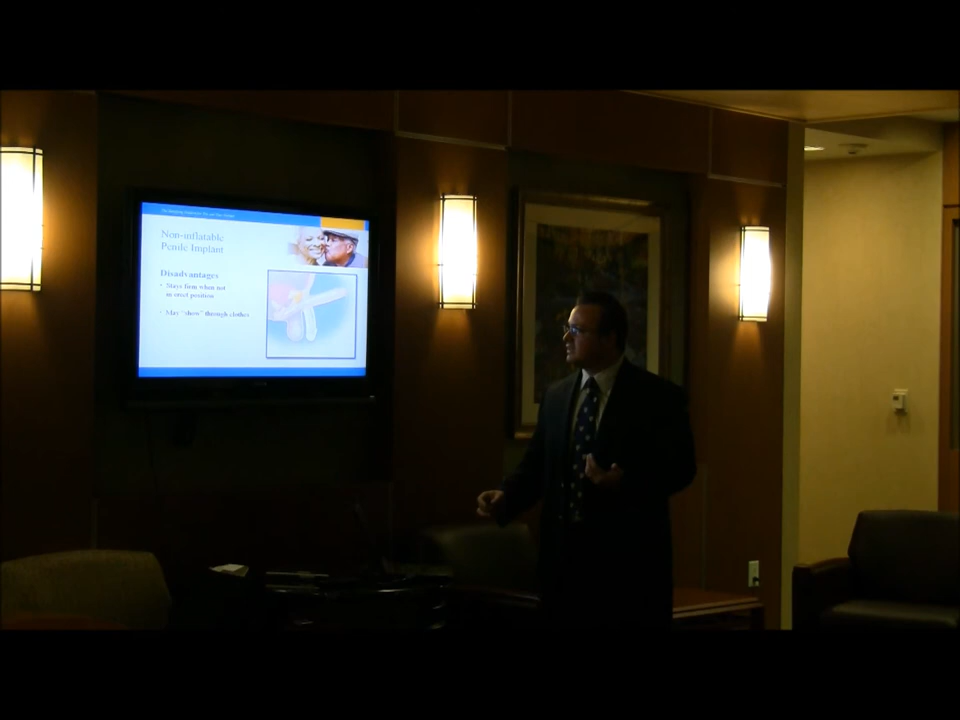 Non-inflatable
Penile Implant
Disadvantages
• Stays firm when not
in erect position
• May "show" through clothes